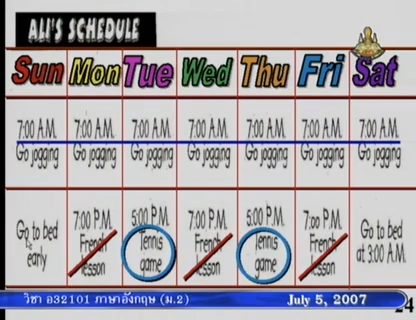 ALI'S SCHEDULE
Sun Mon Tue Wed Thu Fri Sat
7:00 A.M. 7:00 A.M. 7:00 A.M. 7:00 A.M. 7:00 A.M. 7:00 A.M. 7:00 A.M.
Go jogging Go jogging Go jogging Go jogging Go jogging Go jogging Go jogging
Go to bed early
7:00 P.M. French lesson
5:00 P.M. Tennis game
7:00 P.M. French lesson
5:00 P.M. Tennis game
7:00 P.M. French lesson
Go to bed at 3:00 A.M.
วิชา อ32101 ภาษาอังกฤษ (ม.2) July 5, 2007
24